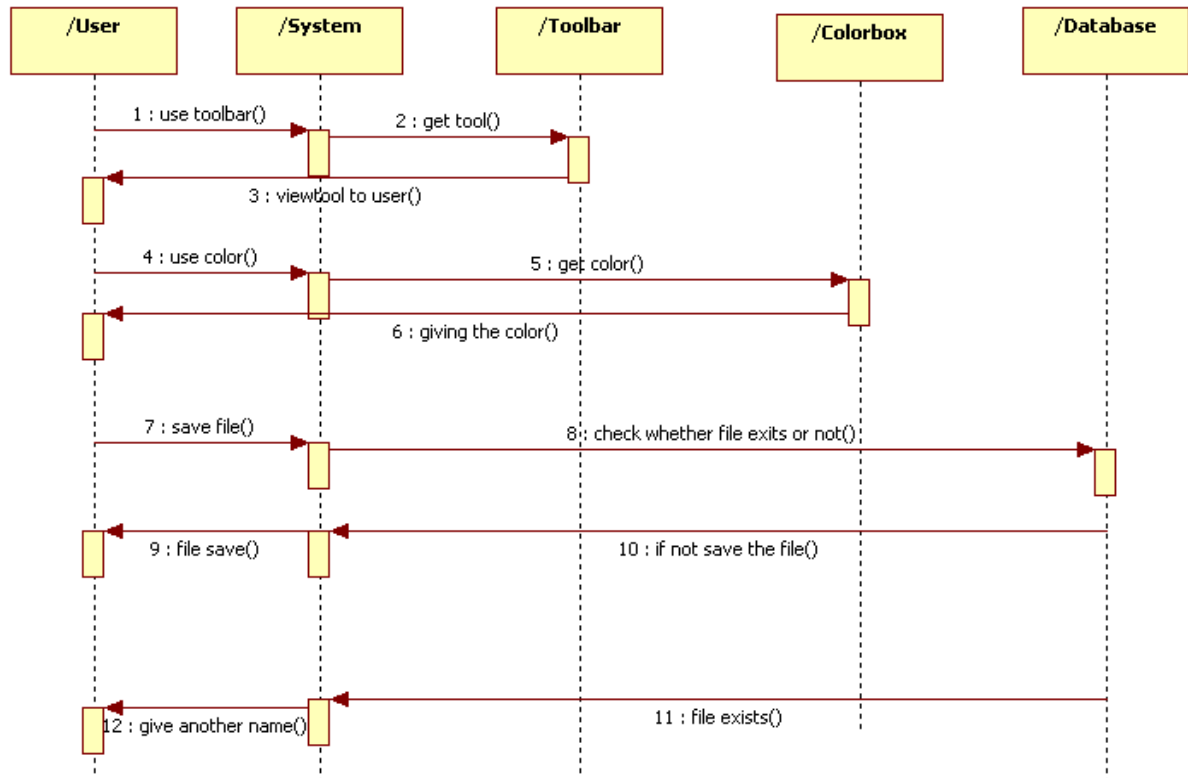 /User
/System
/Toolbar
/Colorbox
/Database
1 : use toolbar()
2 : get tool()
3 : viewtool to user()
4 : use color()
5 : get color()
6 : giving the color()
7 : save file()
8 : check whether file exits or not()
9 : file save()
10 : if not save the file()
11 : file exists()
12 : give another name()